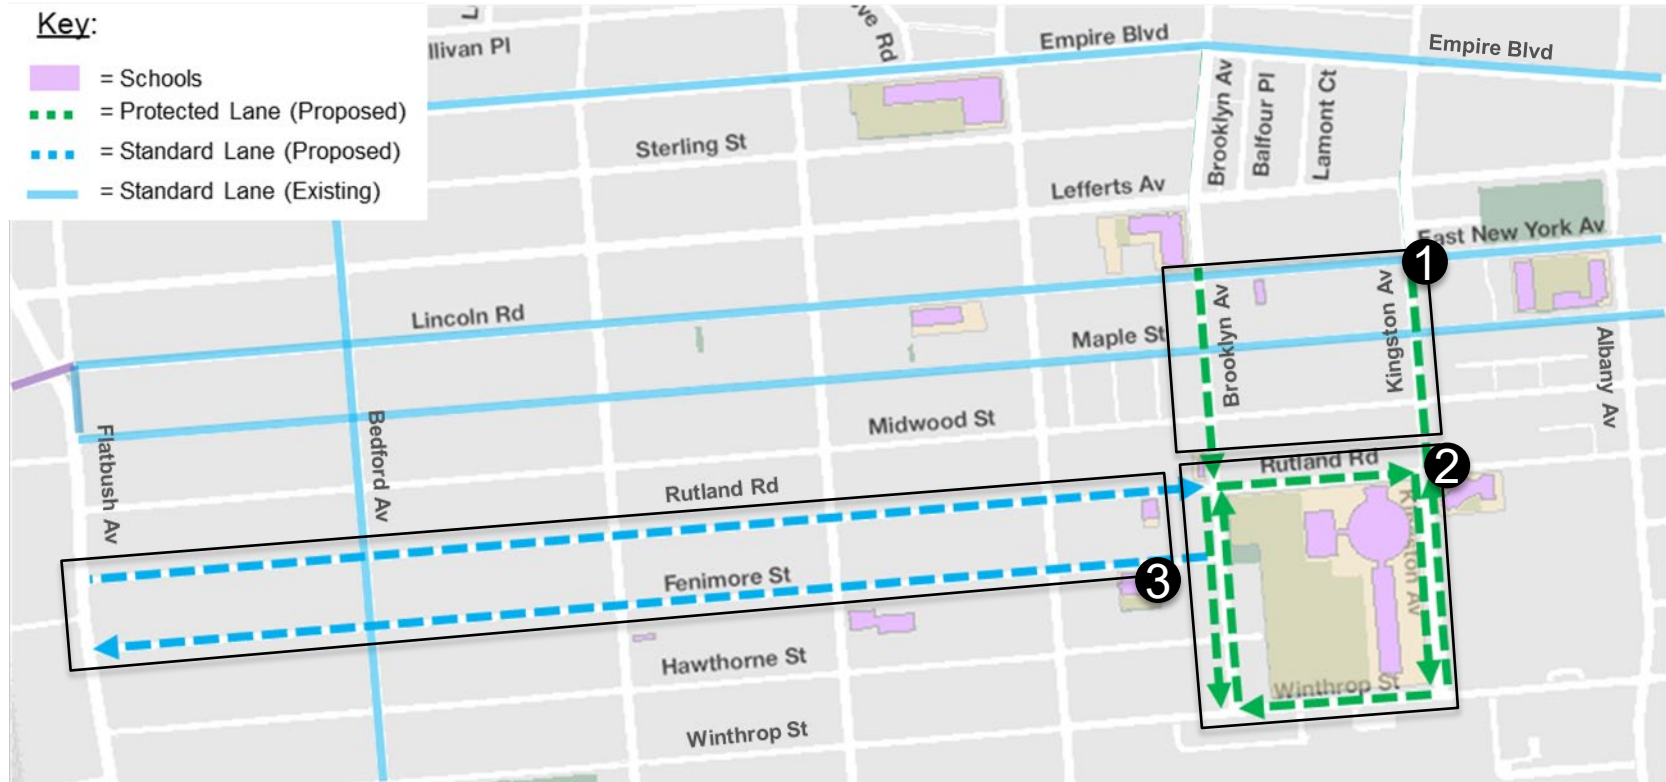 Key:
= Schools
= Protected Lane (Proposed)
= Standard Lane (Proposed)
= Standard Lane (Existing)
llivan Pl
ve Rd
Empire Blvd
Empire Blvd
Sterling St
Brooklyn Av
Balfour Pl
Lamont Ct
Lefferts Av
East New York Av
1
Lincoln Rd
Brooklyn Av
Kingston Av
Maple St
Albany Av
Midwood St
Flatbush Av
Bedford Av
Rutland Rd
Rutland Rd
2
Kingston Av
Fenimore St
3
Hawthorne St
Winthrop St
Winthrop St